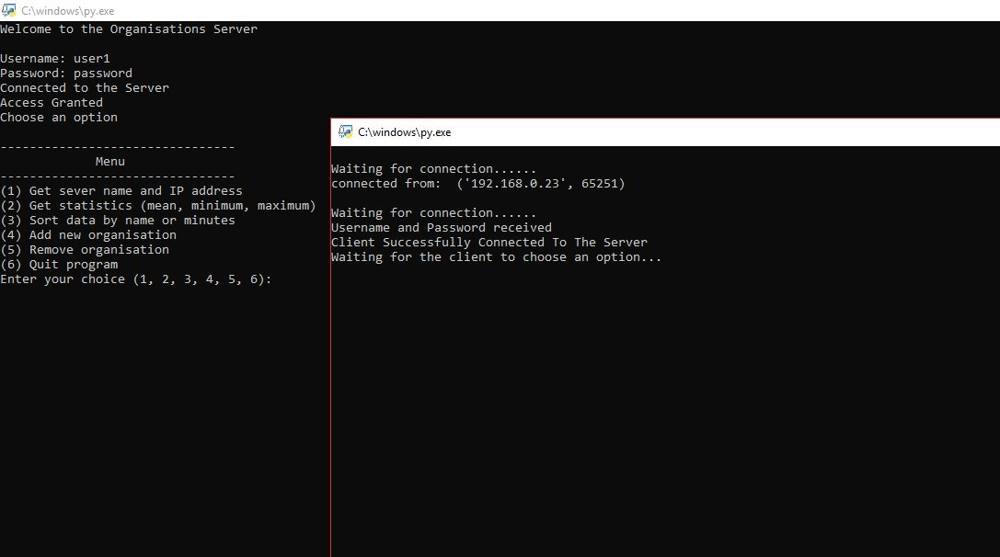 C:\windows\py.exe
Welcome to the Organisations Server
Username: user1
Password: password
Connected to the Server
Access Granted
Choose an option
--------------------------------
Menu
--------------------------------
(1) Get sever name and IP address
(2) Get statistics (mean, minimum, maximum)
(3) Sort data by name or minutes
(4) Add new organisation
(5) Remove organisation
(6) Quit program
Enter your choice (1, 2, 3, 4, 5, 6):
C:\windows\py.exe
Waiting for connection......
connected from:  ('192.168.0.23', 65251)
Waiting for connection......
Username and Password received
Client Successfully Connected To The Server
Waiting for the client to choose an option...